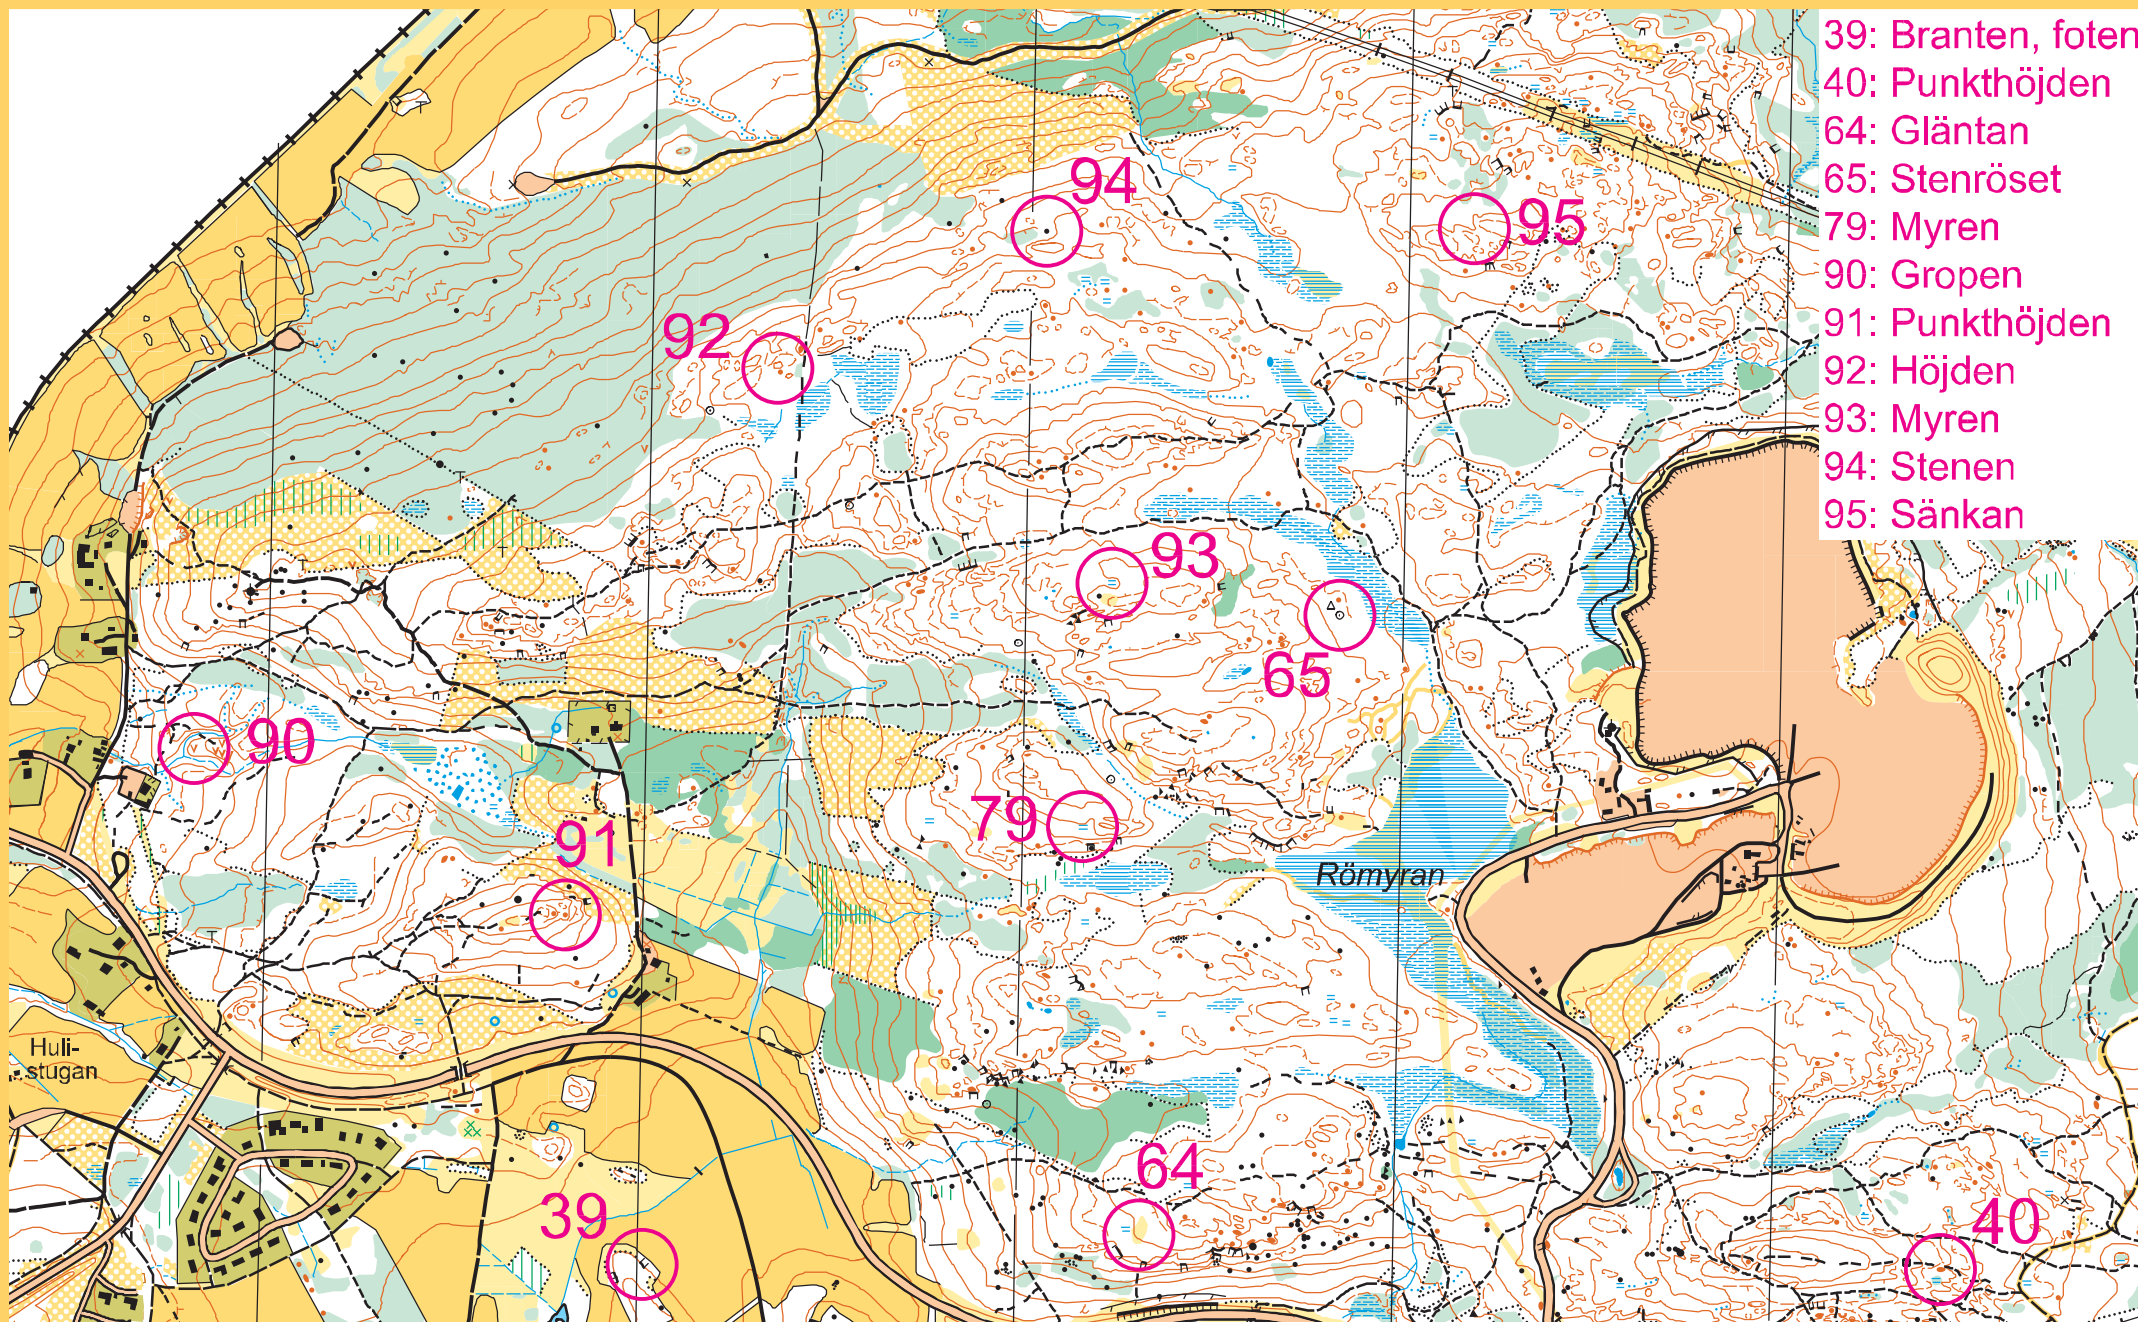 39: Branten, foten
40: Punkthöjden
64: Gläntan
65: Stenröset
79: Myren
90: Gropen
91: Punkthöjden
92: Höjden
93: Myren
94: Stenen
95: Sänkan
94
95
92
93
65
90
79
91
Römyran
Huli-
stugan
64
39
40